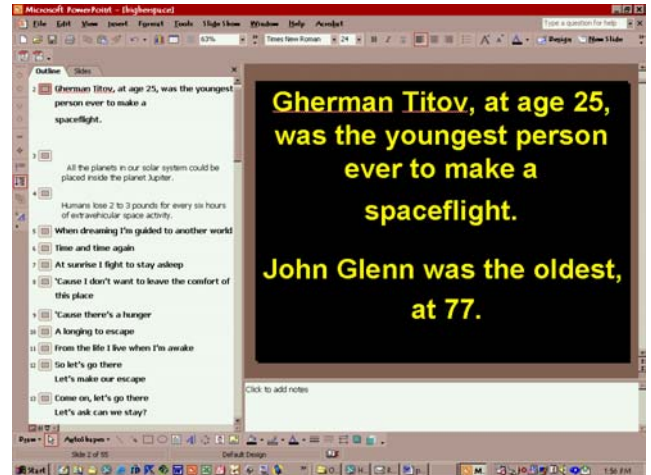 Microsoft PowerPoint - [higherspace]
File Edit View Insert Format Tools Slide Show Window Help Acrobat
Type a question for help
63%
Times New Roman
24
Design
New Slide
Outline
Slides
2 Gherman Titov, at age 25, was the youngest
person ever to make a
spaceflight.
3
All the planets in our solar system could be
placed inside the planet Jupiter.
4
Humans lose 2 to 3 pounds for every six hours
of extravehicular space activity.
5 When dreaming I'm guided to another world
6 Time and time again
7 At sunrise I fight to stay asleep
8 'Cause I don't want to leave the comfort of
this place
9 'Cause there's a hunger
10 A longing to escape
11 From the life I live when I'm awake
12 So let's go there
Let's make our escape
13 Come on, let's go there
Let's ask can we stay?
Gherman Titov, at age 25,
was the youngest person
ever to make a
spaceflight.
John Glenn was the oldest,
at 77.
Click to add notes
Draw
AutoShapes
Slide 2 of 55
Default Design
Start
1:56 PM